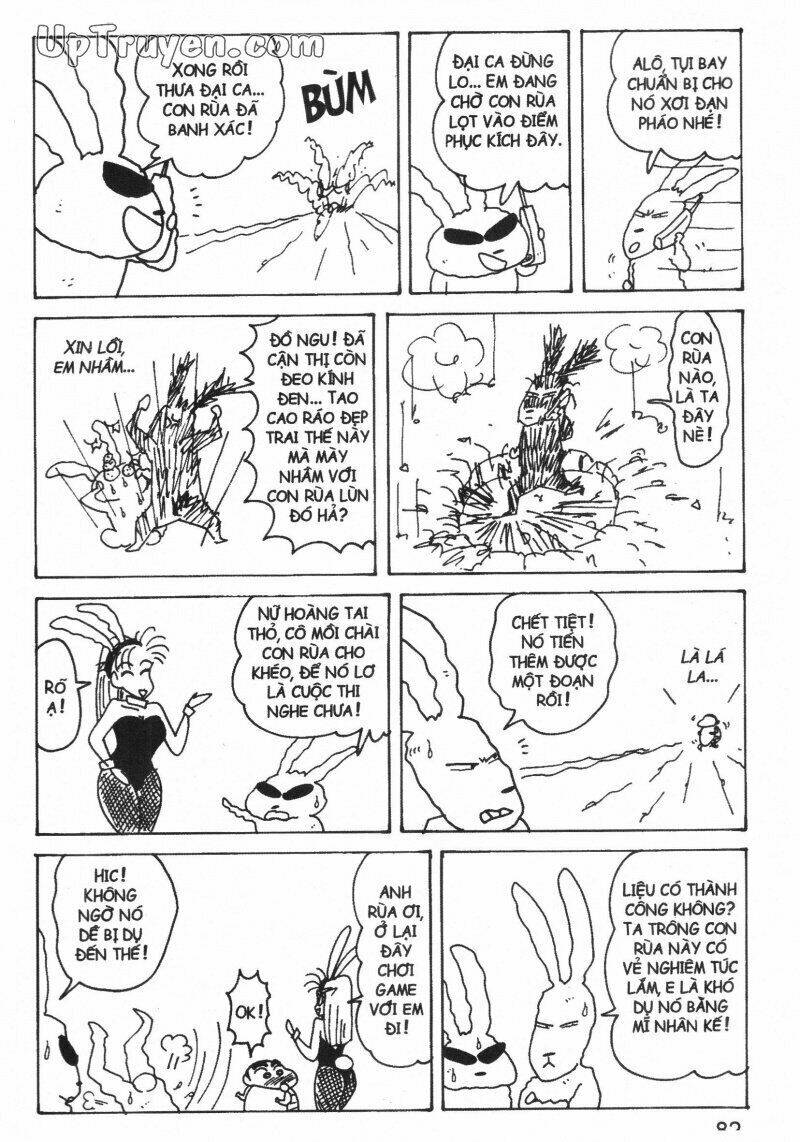 UpTruyen.com
ALÔ, TỤI BAY
CHUẨN BỊ CHO
NÓ XƠI ĐẠN
PHÁO NHÉ!
ĐẠI CA ĐỪNG
LO... EM ĐANG
CHỜ CON RÙA
LỌT VÀO ĐIỂM
PHỤC KÍCH ĐÂY.
XONG RỒI
THƯA ĐẠI CA...
CON RÙA ĐÃ
BANH XÁC!
BÙM
CON
RÙA
NÀO,
LÀ TA
ĐÂY
NÈ!
ĐỒ NGU! ĐÃ
CẬN THỊ CÒN
ĐEO KÍNH
ĐEN... TAO
CAO RÁO ĐẸP
TRAI THẾ NÀY
MÀ MÀY
NHẦM VỚI
CON RÙA LÙN
ĐÓ HẢ?
XIN LỖI,
EM NHẦM...
LÀ LÁ
LA...
CHẾT TIỆT!
NÓ TIẾN
THÊM ĐƯỢC
MỘT ĐOẠN
RỒI!
NỮ HOÀNG TAI
THỎ, CÔ MỒI CHÀI
CON RÙA CHO
KHÉO, ĐỂ NÓ LƠ
LÀ CUỘC THI
NGHE CHƯA!
RÕ
Ạ!
LIỆU CÓ THÀNH
CÔNG KHÔNG?
TA TRÔNG CON
RÙA NÀY CÓ
VẺ NGHIÊM TÚC
LẮM, E LÀ KHÓ
DỤ NÓ BẰNG
MĨ NHÂN KẾ!
ANH
RÙA ƠI,
Ở LẠI
ĐÂY
CHƠI
GAME
VỚI EM
ĐI!
OK!
HIC!
KHÔNG
NGỜ NÓ
DỄ BỊ DỤ
ĐẾN THẾ!